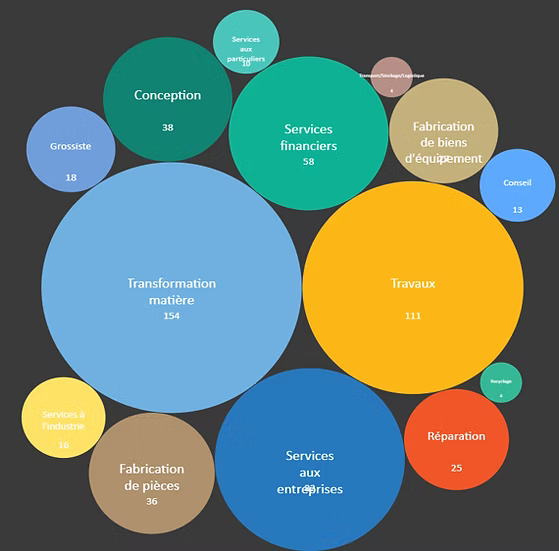 Services
aux
particuliers
10
Conception
38
Services
financiers
58
Transport/Stockage/Logistique
Fabrication
de biens
d'équipement
27
Grossiste
18
Conseil
13
Transformation
matière
154
Travaux
111
Recyclage
Services à
l'industrie
16
Fabrication
de pièces
36
Services
aux
entreprises
Réparation
25